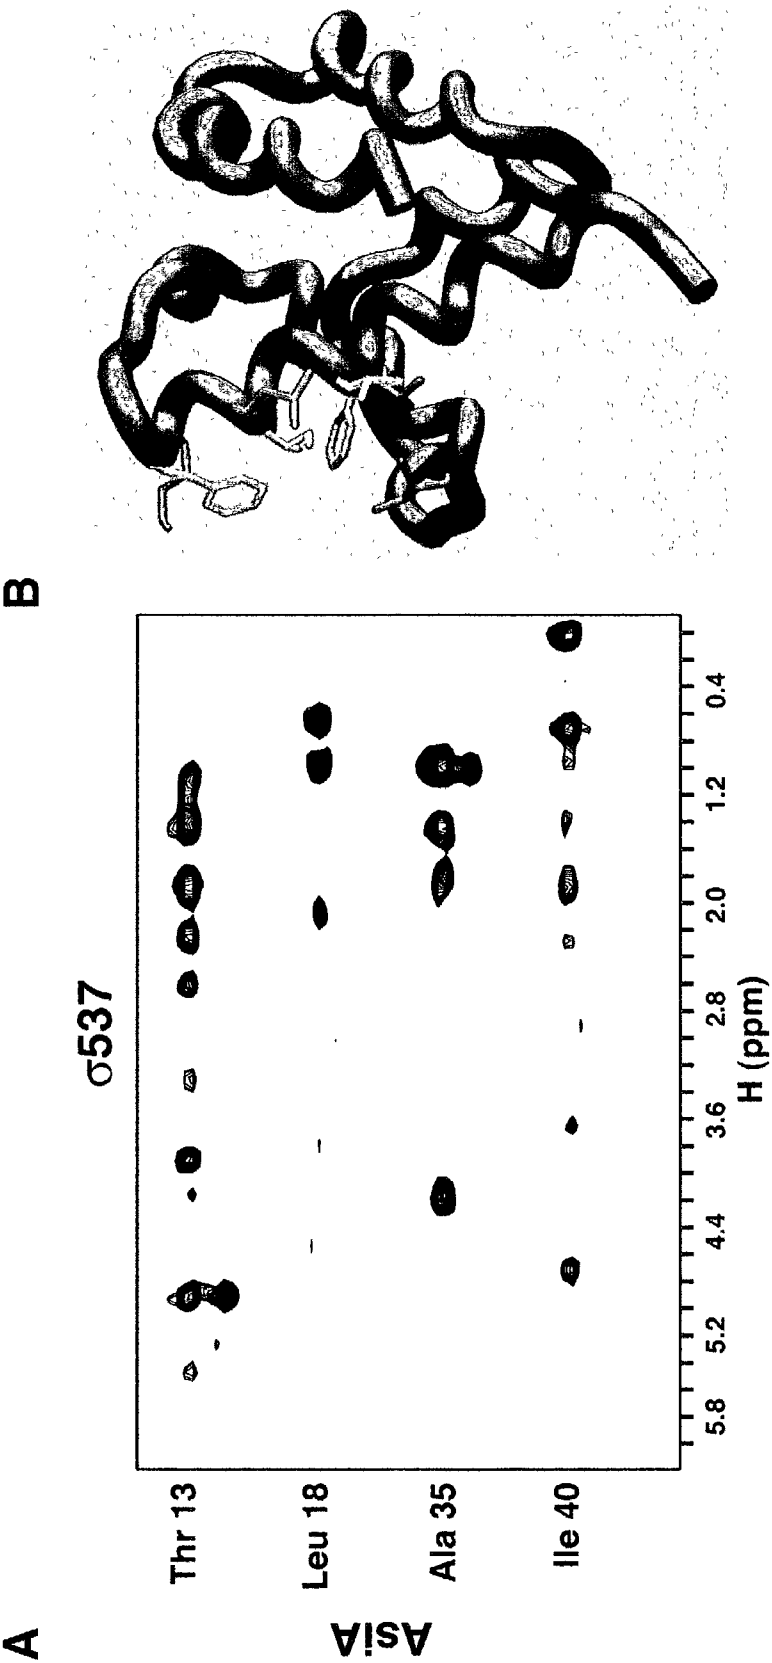 A
σ537
AsiA
Thr 13
Leu 18
Ala 35
Ile 40
5.8
5.2
4.4
3.6
2.8
2.0
1.2
0.4
H (ppm)
B